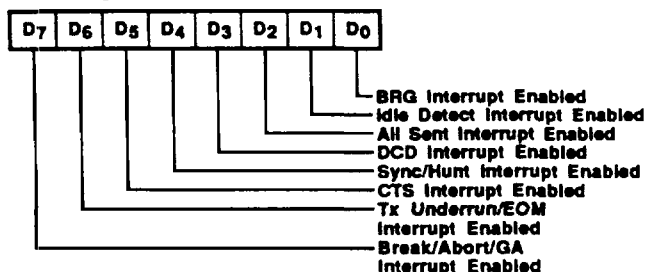 D7 D6 D5 D4 D3 D2 D1 D0
BRG Interrupt Enabled
Idle Detect Interrupt Enabled
All Sent Interrupt Enabled
DCD Interrupt Enabled
Sync/Hunt Interrupt Enabled
CTS Interrupt Enabled
Tx Underrun/EOM
Interrupt Enabled
Break/Abort/GA
Interrupt Enabled